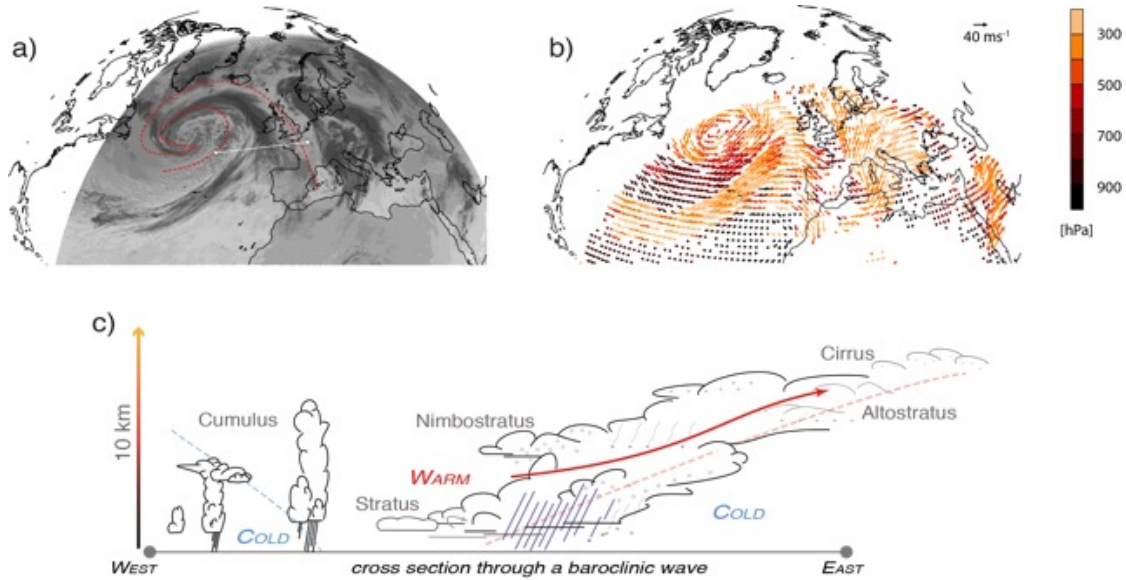 a)
b)
40 ms⁻¹
300
500
700
900
[hPa]
c)
10 km
Cumulus
COLD
Nimbostratus
WARM
Stratus
Cirrus
Altostratus
COLD
WEST
cross section through a baroclinic wave
EAST